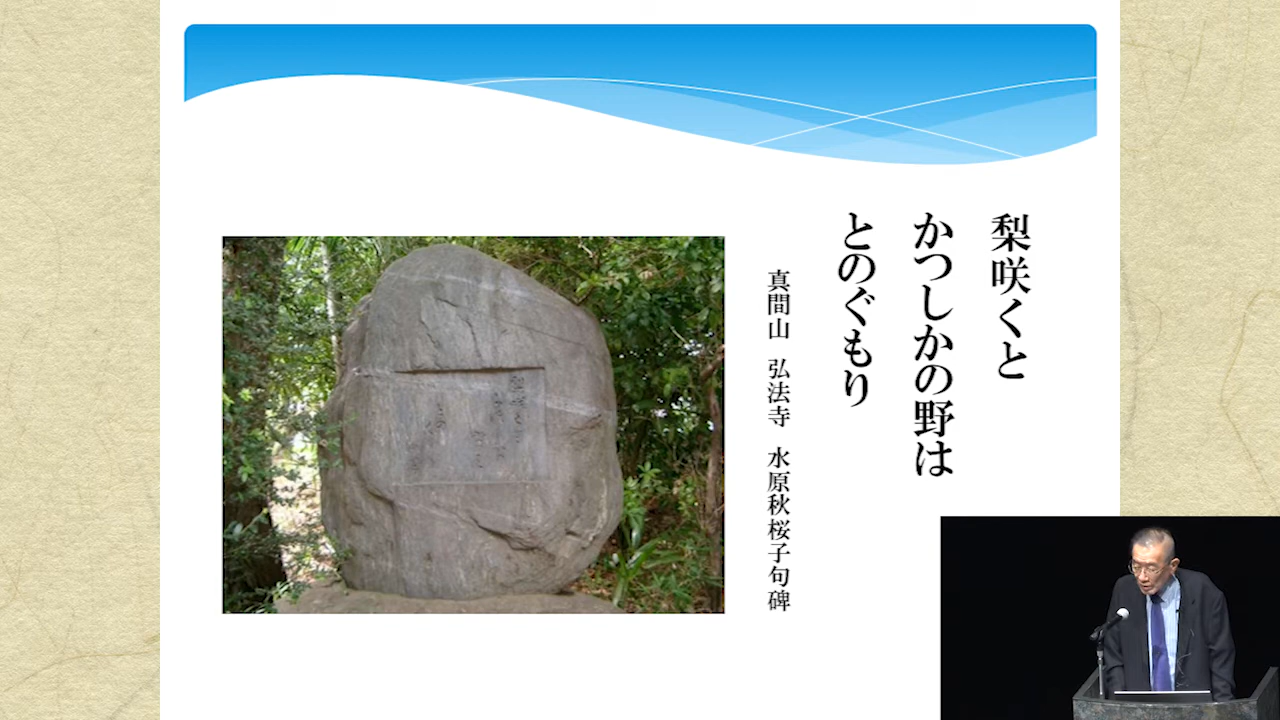 梨咲くと
かつしかの野は
とのぐもり
真間山 弘法寺 水原秋桜子句碑